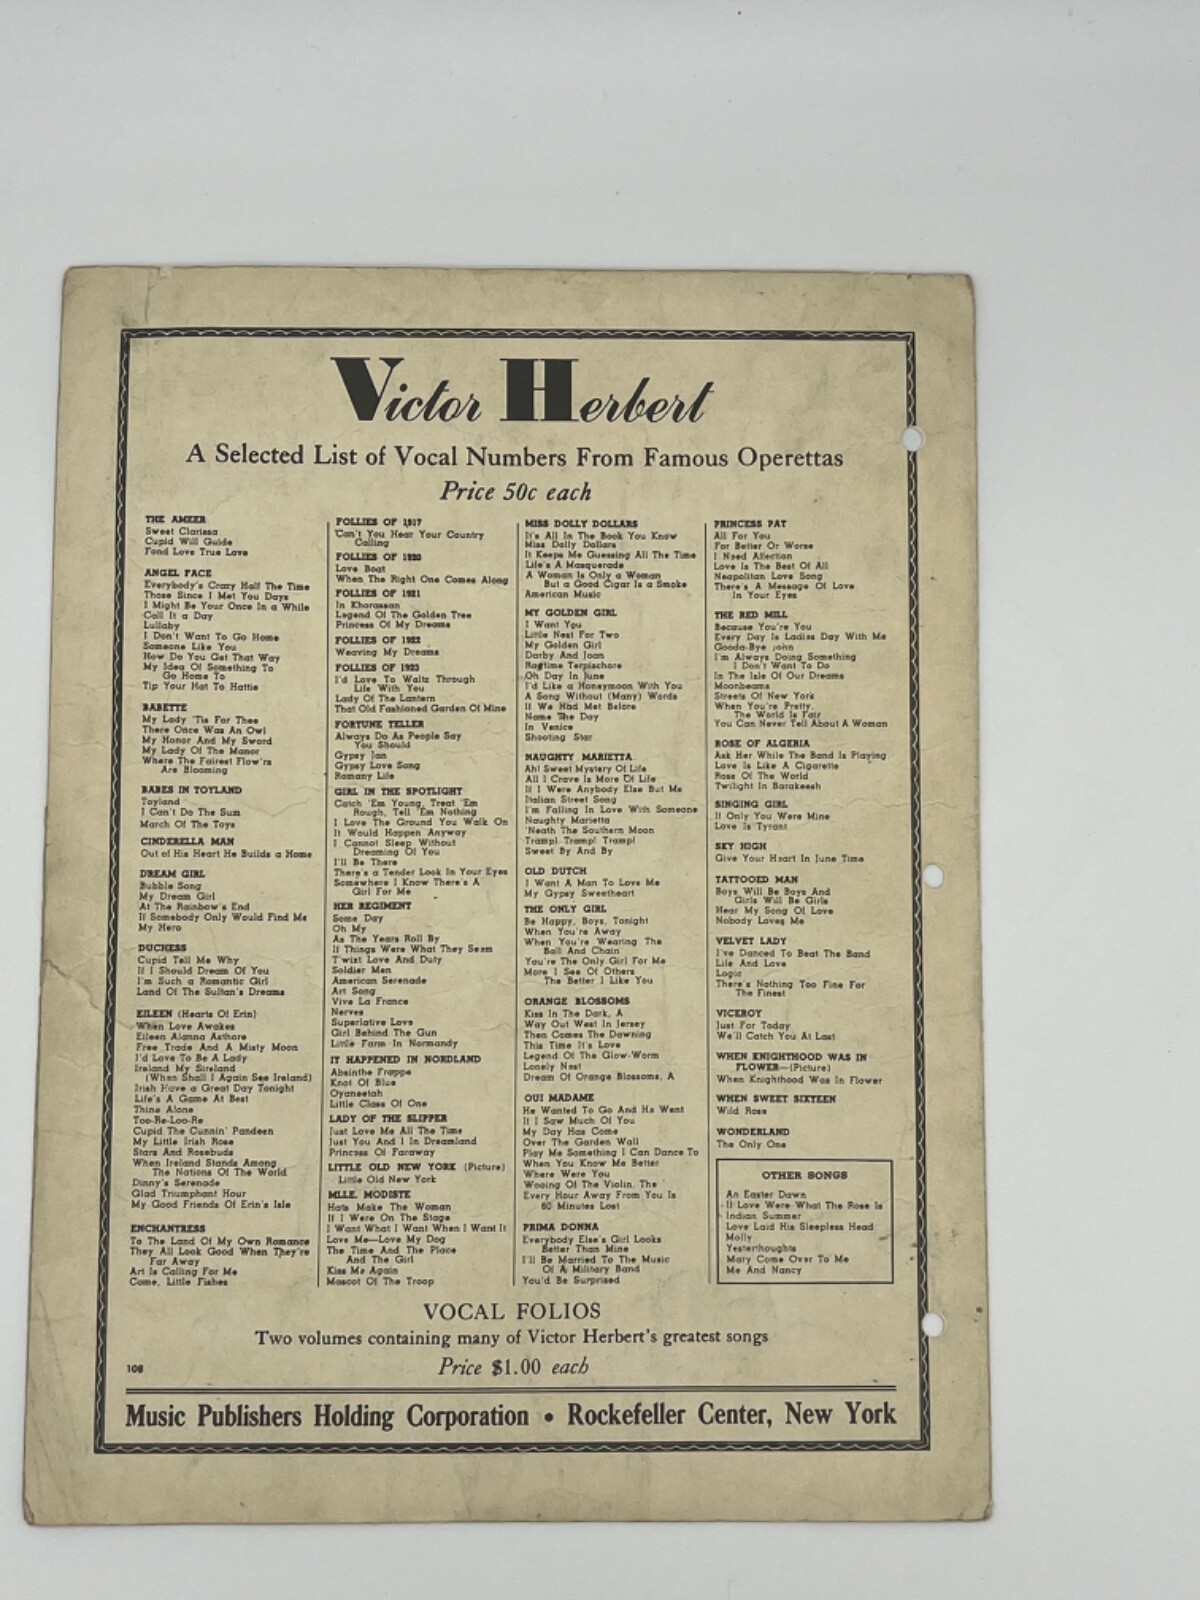 Victor Herbert
A Selected List of Vocal Numbers From Famous Operettas
Price 50c each
THE AMEER
Sweet Clarissa
Cupid Will Guide
Fond Love True Love
ANGEL FACE
Everybody's Crazy Half The Time
Those Since I Met You Days
I Might Be Your Once In a While
Call It a Day
Lullaby
I Don't Want To Go Home
Someone Like You
How Do You Get That Way
My Idea Of Something To
Go Home To
Tip Your Hat To Hattie
BABETTE
My Lady 'Tis For Thee
There Once Was An Owl
My Honor And My Sword
My Lady Of The Manor
Where The Fairest Flow'rs
Are Blooming
BABES IN TOYLAND
Toyland
I Can't Do The Sum
March Of The Toys
CINDERELLA MAN
Out of His Heart He Builds a Home
DREAM GIRL
Bubble Song
My Dream Girl
At The Rainbow's End
If Somebody Only Would Find Me
My Hero
DUCHESS
Cupid Tell Me Why
If I Should Dream Of You
I'm Such a Romantic Girl
Land Of The Sultan's Dreams
EILEEN (Hearts Of Erin)
When Love Awakes
Eileen Alanna Asthore
Free Trade And A Misty Moon
I'd Love To Be A Lady
Ireland My Sireland
(When Shall I Again See Ireland)
Irish Have a Great Day Tonight
Life's A Game At Best
Thine Alone
Too-Re-Loo-Re
Cupid The Cunnin' Paudeen
My Little Irish Rose
Stars And Rosebuds
When Ireland Stands Among
The Nations Of The World
Dinny's Serenade
Glad Triumphant Hour
My Good Friends Of Erin's Isle
ENCHANTRESS
To The Land Of My Own Romance
They All Look Good When They're
Far Away
Art Is Calling For Me
Come, Little Fishes
FOLLIES OF 1917
Can't You Hear Your Country
Calling
FOLLIES OF 1920
Love Boat
When The Right One Comes Along
FOLLIES OF 1921
In Khorassan
Legend Of The Golden Tree
Princess Of My Dreams
FOLLIES OF 1922
Weaving My Dreams
FOLLIES OF 1923
I'd Love To Waltz Through
Life With You
Lady Of The Lantern
That Old Fashioned Garden Of Mine
FORTUNE TELLER
Always Do As People Say
You Should
Gypsy Jan
Gypsy Love Song
Romany Life
GIRL IN THE SPOTLIGHT
Catch 'Em Young, Treat 'Em
Rough, Tell 'Em Nothing
I Love The Ground You Walk On
It Would Happen Anyway
I Cannot Sleep Without
Dreaming Of You
I'll Be There
There's a Tender Look In Your Eyes
Somewhere I Know There's A
Girl For Me
HER REGIMENT
Some Day
Oh My
As The Years Roll By
If Things Were What They Seem
T'wixt Love And Duty
Soldier Men
American Serenade
Art Song
Vive La France
Nerves
Superlative Love
Girl Behind The Gun
Little Farm In Normandy
IT HAPPENED IN NORDLAND
Absinthe Frappe
Knot Of Blue
Oyaneetah
Little Class Of One
LADY OF THE SLIPPER
Just Love Me All The Time
Just You And I In Dreamland
Princess Of Faraway
LITTLE OLD NEW YORK (Picture)
Little Old New York
MLLE. MODISTE
Hats Make The Woman
If I Were On The Stage
I Want What I Want When I Want It
Love Me—Love My Dog
The Time And The Place
And The Girl
Kiss Me Again
Mascot Of The Troop
MISS DOLLY DOLLARS
It's All In The Book You Know
Miss Dolly Dollars
It Keeps Me Guessing All The Time
Life's A Masquerade
A Woman Is Only a Woman
But a Good Cigar Is a Smoke
American Music
MY GOLDEN GIRL
I Want You
Little Nest For Two
My Golden Girl
Darby And Joan
Ragtime Terpischore
Oh Day In June
I'd Like a Honeymoon With You
A Song Without (Many) Words
If We Had Met Before
Name The Day
In Venice
Shooting Star
NAUGHTY MARIETTA
Ah! Sweet Mystery Of Life
All I Crave Is More Of Life
If I Were Anybody Else But Me
Italian Street Song
I'm Falling In Love With Someone
Naughty Marietta
'Neath The Southern Moon
Tramp! Tramp! Tramp!
Sweet By And By
OLD DUTCH
I Want A Man To Love Me
My Gypsy Sweetheart
THE ONLY GIRL
Be Happy, Boys, Tonight
When You're Away
When You're Wearing The
Ball And Chain
You're The Only Girl For Me
More I See Of Others
The Better I Like You
ORANGE BLOSSOMS
Kiss In The Dark, A
Way Out West In Jersey
Then Comes The Dawning
This Time It's Love
Legend Of The Glow-Worm
Lonely Nest
Dream Of Orange Blossoms, A
OUI MADAME
He Wanted To Go And He Went
If I Saw Much Of You
My Day Has Come
Over The Garden Wall
Play Me Something I Can Dance To
When You Know Me Better
Where Were You
Wooing Of The Violin, The
Every Hour Away From You Is
60 Minutes Lost
PRIMA DONNA
Everybody Else's Girl Looks
Better Than Mine
I'll Be Married To The Music
Of A Military Band
You'd Be Surprised
PRINCESS PAT
All For You
For Better Or Worse
I Need Affection
Love Is The Best Of All
Neapolitan Love Song
There's A Message Of Love
In Your Eyes
THE RED MILL
Because You're You
Every Day Is Ladies Day With Me
Gooda-Bye John
I'm Always Doing Something
I Don't Want To Do
In The Isle Of Our Dreams
Moonbeams
Streets Of New York
When You're Pretty,
The World Is Fair
You Can Never Tell About A Woman
ROSE OF ALGERIA
Ask Her While The Band Is Playing
Love Is Like A Cigarette
Rose Of The World
Twilight In Barakeesh
SINGING GIRL
If Only You Were Mine
Love Is Tyrant
SKY HIGH
Give Your Heart In June Time
TATTOOED MAN
Boys Will Be Boys And
Girls Will Be Girls
Hear My Song Of Love
Nobody Loves Me
VELVET LADY
I've Danced To Beat The Band
Life And Love
Logic
There's Nothing Too Fine For
The Finest
VICEROY
Just For Today
We'll Catch You At Last
WHEN KNIGHTHOOD WAS IN
FLOWER—(Picture)
When Knighthood Was In Flower
WHEN SWEET SIXTEEN
Wild Rose
WONDERLAND
The Only One
OTHER SONGS
An Easter Dawn
If Love Were What The Rose Is
Indian Summer
Love Laid His Sleepless Head
Molly
Yesterthoughts
Mary Come Over To Me
Me And Nancy
VOCAL FOLIOS
Two volumes containing many of Victor Herbert's greatest songs
Price $1.00 each
108
Music Publishers Holding Corporation • Rockefeller Center, New York